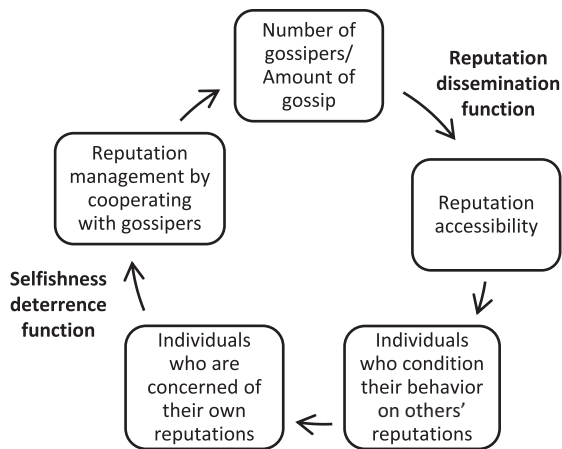 Number of
gossipers/
Amount of
gossip
Reputation
dissemination
function
Reputation
accessibility
Individuals
who condition
their behavior
on others’
reputations
Individuals
who are
concerned of
their own
reputations
Selfishness
deterrence
function
Reputation
management by
cooperating
with gossipers